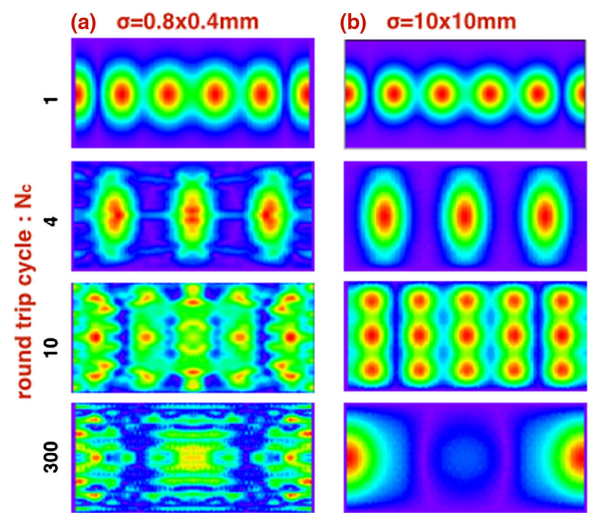 (a) σ=0.8x0.4mm (b) σ=10x10mm
round trip cycle : Nc
1
4
10
300